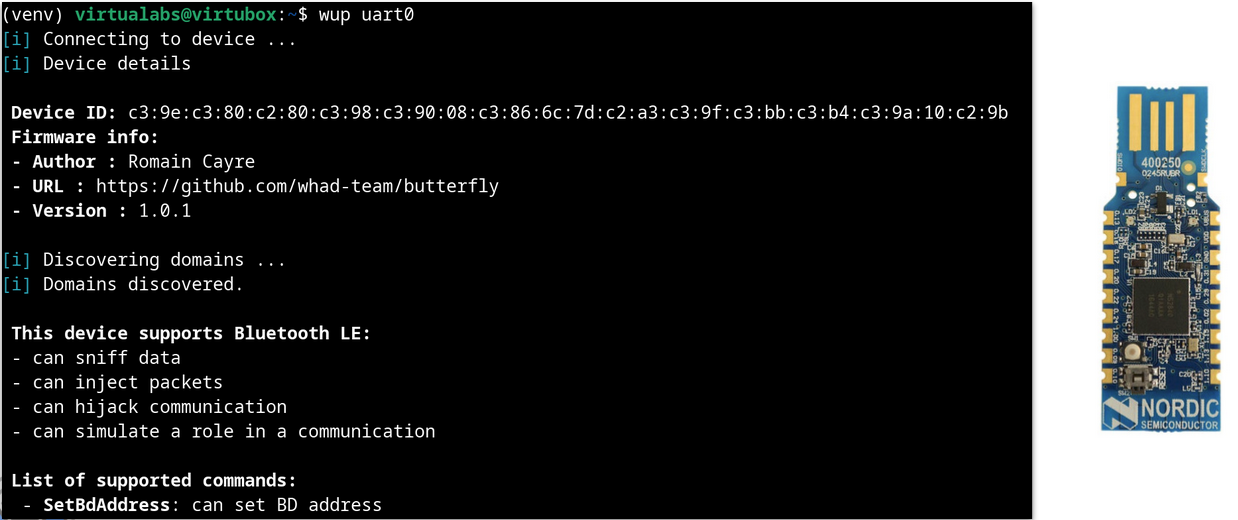 (venv) virtualabs@virtubox:~$ wup uart0
[i] Connecting to device ...
[i] Device details
Device ID: c3:9e:c3:80:c2:80:c3:98:c3:90:08:c3:86:6c:7d:c2:a3:c3:9f:c3:bb:c3:b4:c3:9a:10:c2:9b
Firmware info:
- Author : Romain Cayre
- URL : https://github.com/whad-team/butterfly
- Version : 1.0.1
[i] Discovering domains ...
[i] Domains discovered.
This device supports Bluetooth LE:
- can sniff data
- can inject packets
- can hijack communication
- can simulate a role in a communication
List of supported commands:
- SetBdAddress: can set BD address
400250
0245RUBR
RESET
NORDIC
SEMICONDUCTOR